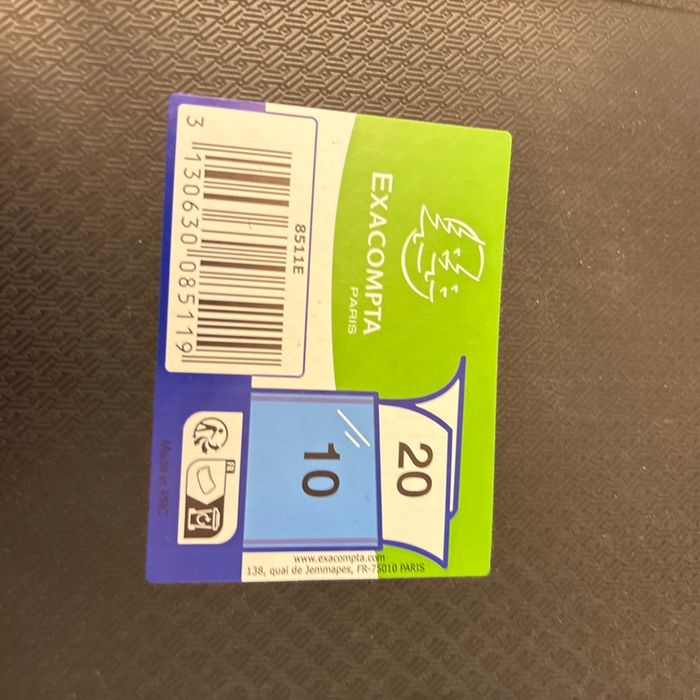 EXACOMPTA
PARIS
8511E
3 130630 085119
20
10
FR
Made in PRC
www.exacompta.com
138, quai de Jemmapes, FR-75010 PARIS